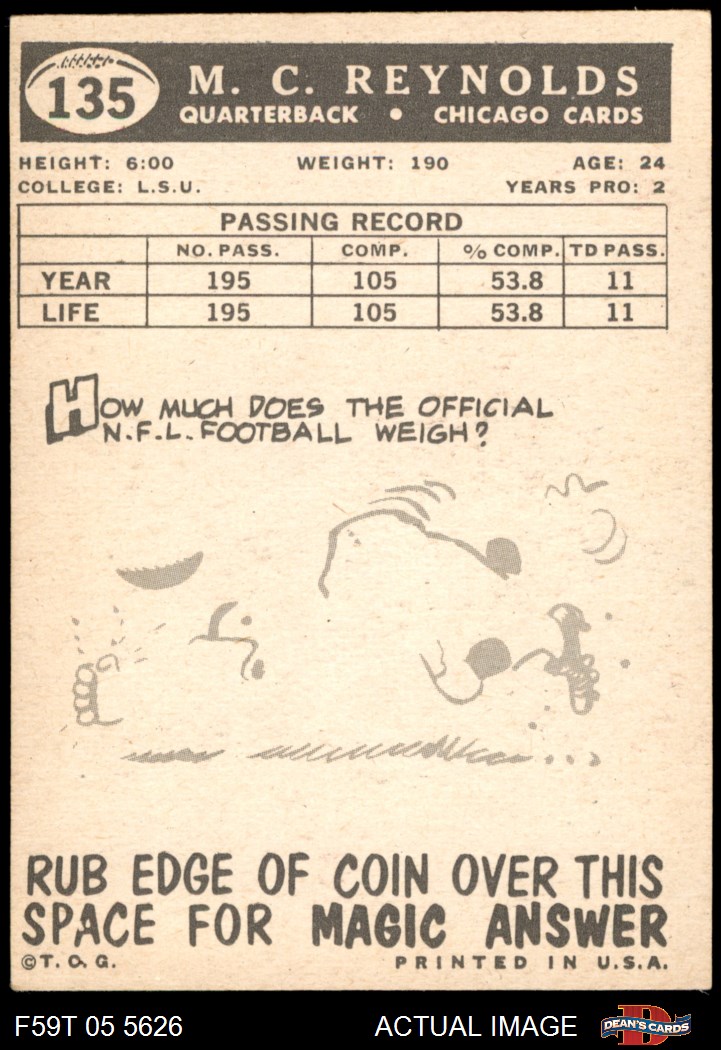 135
M. C. REYNOLDS
QUARTERBACK • CHICAGO CARDS
HEIGHT: 6:00 WEIGHT: 190 AGE: 24
COLLEGE: L.S.U. YEARS PRO: 2
PASSING RECORD
NO. PASS. COMP. % COMP. TD PASS.
YEAR 195 105 53.8 11
LIFE 195 105 53.8 11
HOW MUCH DOES THE OFFICIAL
N.F.L. FOOTBALL WEIGH?
RUB EDGE OF COIN OVER THIS
SPACE FOR MAGIC ANSWER
©T. C. G. PRINTED IN U.S.A.
F59T 05 5626 ACTUAL IMAGE D DEAN'S CARDS